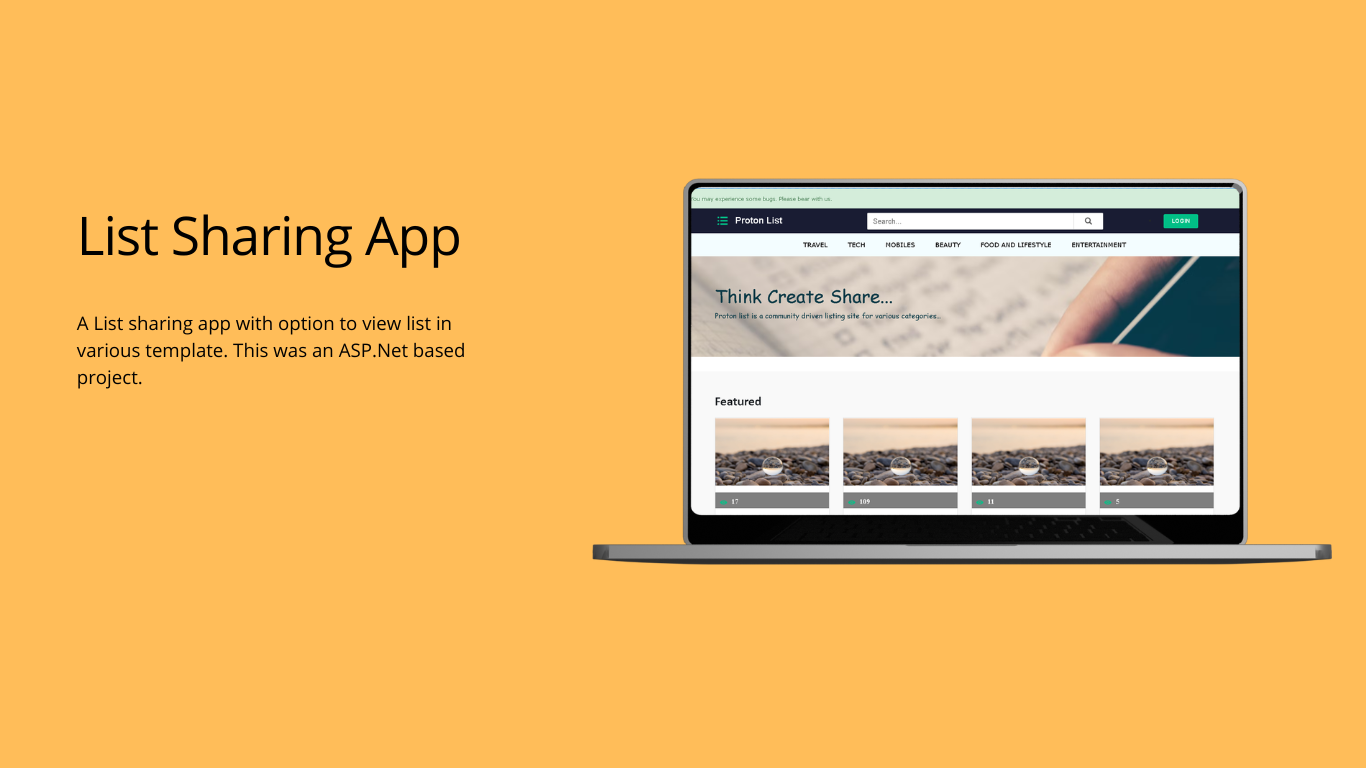 List Sharing App
A List sharing app with option to view list in
various template. This was an ASP.Net based
project.
ou may experience some bugs. Please bear with us.
Proton List
Search...
LOGIN
TRAVEL TECH MOBILES BEAUTY FOOD AND LIFESTYLE ENTERTAINMENT
Think Create Share...
Proton list is a community driven listing site for various categories...
Featured
17 109 11 5